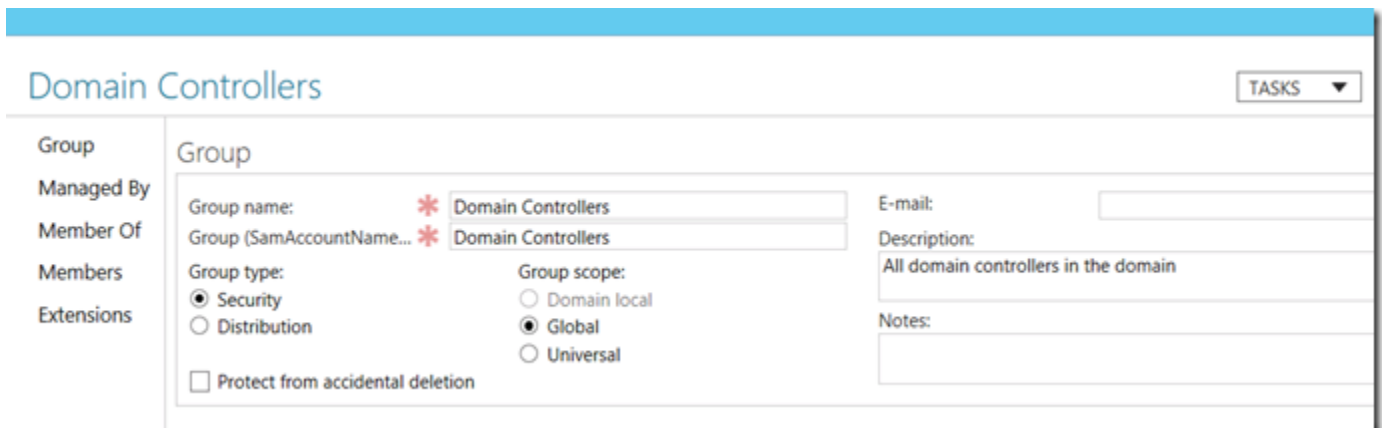 Domain Controllers
TASKS
Group
Managed By
Member Of
Members
Extensions
Group
Group name: * Domain Controllers
Group (SamAccountName... * Domain Controllers
Group type:
Security
Distribution
Group scope:
Domain local
Global
Universal
Protect from accidental deletion
E-mail:
Description:
All domain controllers in the domain
Notes: